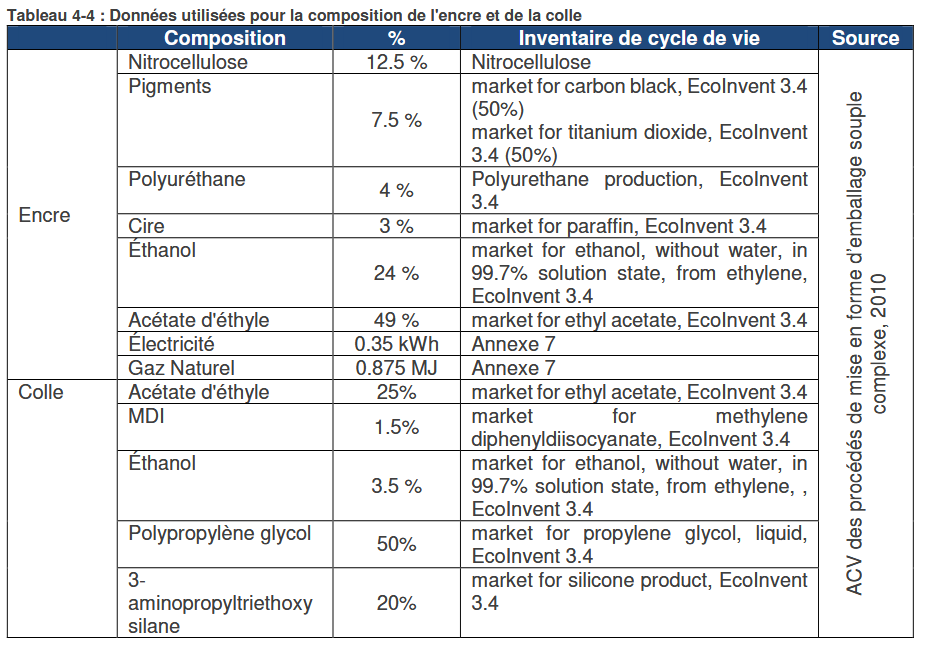 Tableau 4-4 : Données utilisées pour la composition de l'encre et de la colle
Composition % Inventaire de cycle de vie Source
Encre
Nitrocellulose 12.5 % Nitrocellulose
Pigments 7.5 % market for carbon black, EcoInvent 3.4
(50%)
market for titanium dioxide, EcoInvent
3.4 (50%)
Polyuréthane 4 % Polyurethane production, EcoInvent
3.4
Cire 3 % market for paraffin, EcoInvent 3.4
Éthanol 24 % market for ethanol, without water, in
99.7% solution state, from ethylene,
EcoInvent 3.4
Acétate d'éthyle 49 % market for ethyl acetate, EcoInvent 3.4
Électricité 0.35 kWh Annexe 7
Gaz Naturel 0.875 MJ Annexe 7
Colle
Acétate d'éthyle 25% market for ethyl acetate, EcoInvent 3.4
MDI 1.5% market for methylene
diphenyldiisocyanate, EcoInvent 3.4
Éthanol 3.5 % market for ethanol, without water, in
99.7% solution state, from ethylene, ,
EcoInvent 3.4
Polypropylène glycol 50% market for propylene glycol, liquid,
EcoInvent 3.4
3-
aminopropyltriethoxy
silane
20% market for silicone product, EcoInvent
3.4
ACV des procédés de mise en forme d'emballage souple
complexe, 2010